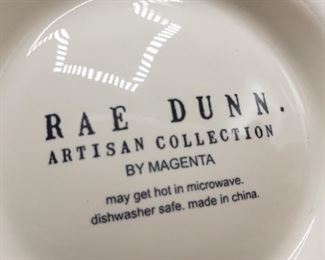 RAE DUNN.
ARTISAN COLLECTION
BY MAGENTA
may get hot in microwave.
dishwasher safe. made in china.